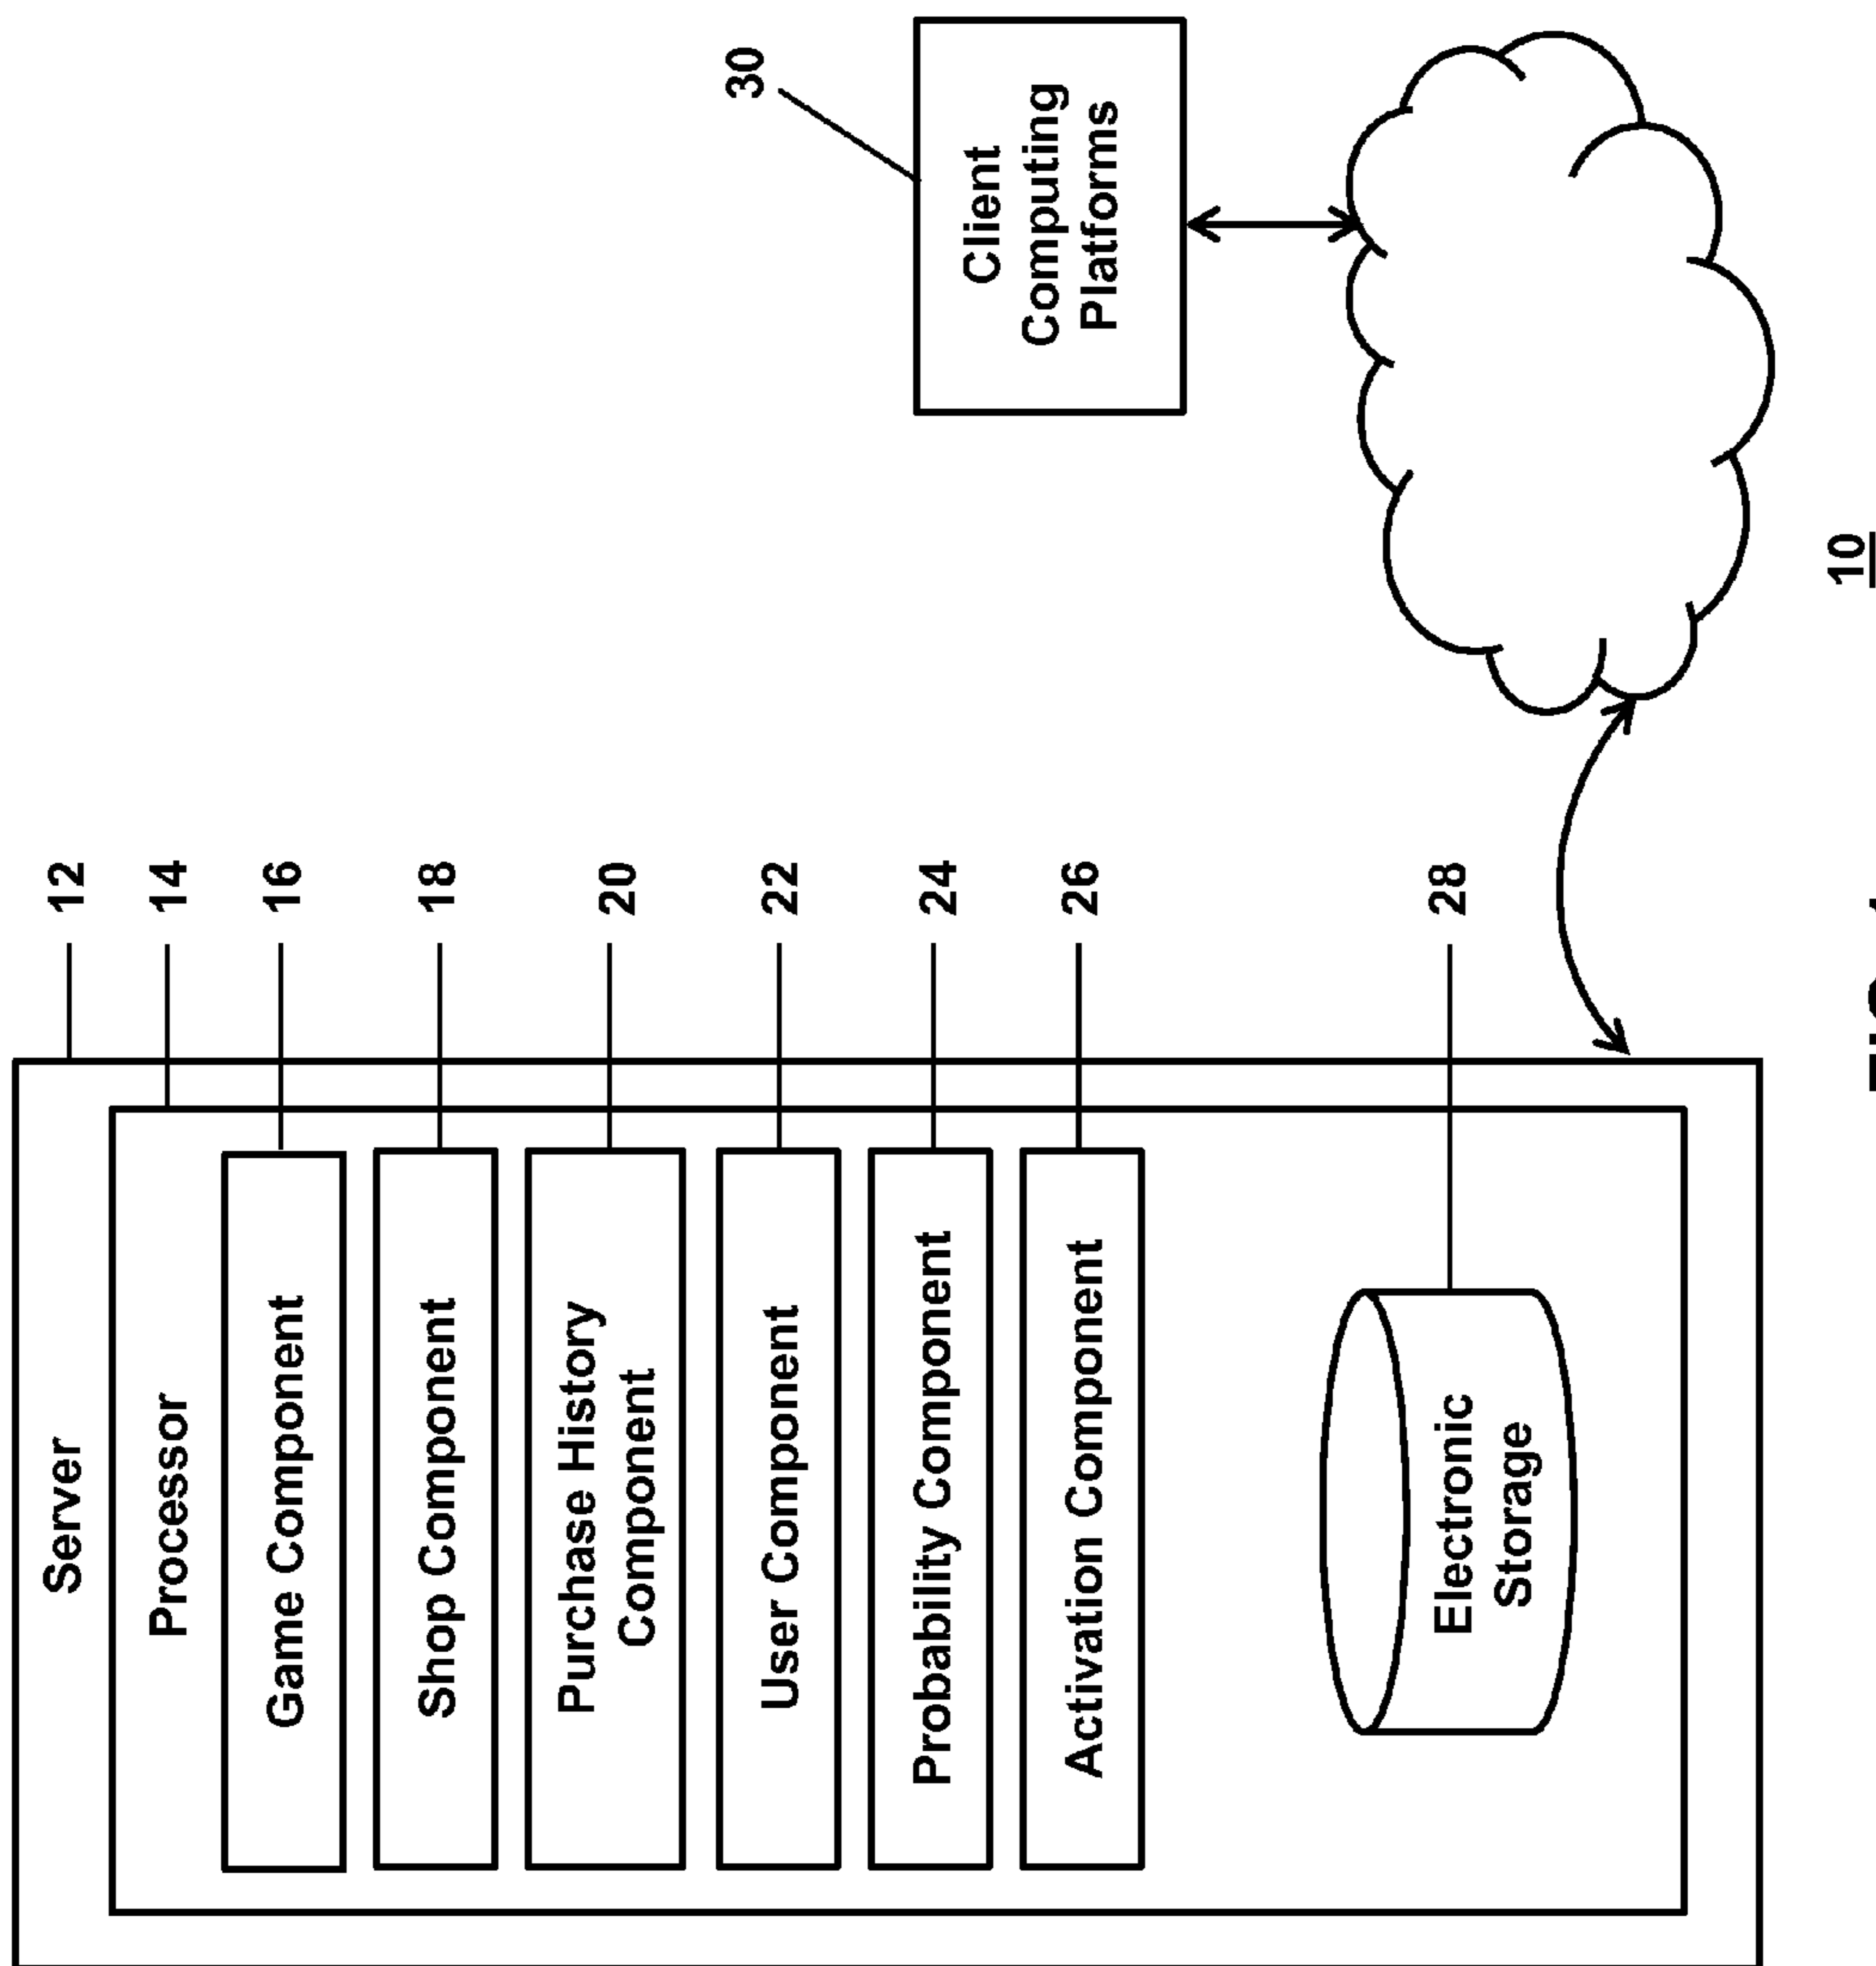 Server
12
Processor
14
Game Component
16
Shop Component
18
Purchase History
Component
20
User Component
22
Probability Component
24
Activation Component
26
Electronic
Storage
28
30
Client
Computing
Platforms
10